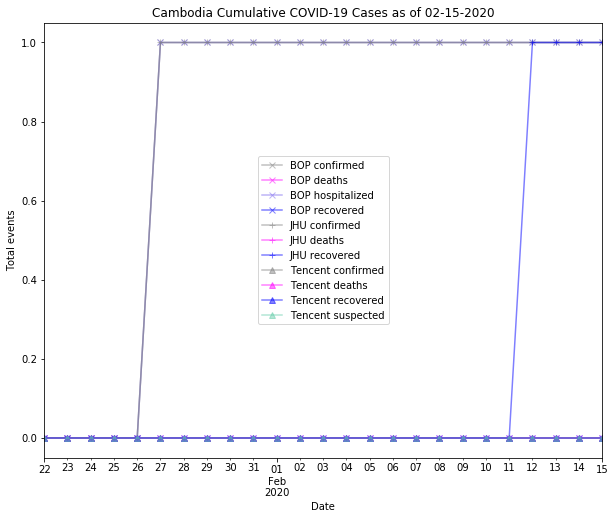 Cambodia Cumulative COVID-19 Cases as of 02-15-2020
Total events
1.0
0.8
0.6
0.4
0.2
0.0
BOP confirmed
BOP deaths
BOP hospitalized
BOP recovered
JHU confirmed
JHU deaths
JHU recovered
Tencent confirmed
Tencent deaths
Tencent recovered
Tencent suspected
22 23 24 25 26 27 28 29 30 31 01 02 03 04 05 06 07 08 09 10 11 12 13 14 15
Feb
2020
Date